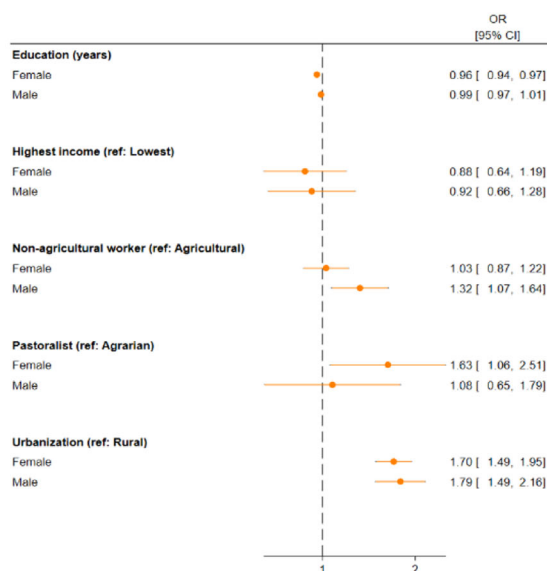 OR
[95% CI]
Education (years)
Female 0.96 [ 0.94, 0.97]
Male 0.99 [ 0.97, 1.01]
Highest income (ref: Lowest)
Female 0.88 [ 0.64, 1.19]
Male 0.92 [ 0.66, 1.28]
Non-agricultural worker (ref: Agricultural)
Female 1.03 [ 0.87, 1.22]
Male 1.32 [ 1.07, 1.64]
Pastoralist (ref: Agrarian)
Female 1.63 [ 1.06, 2.51]
Male 1.08 [ 0.65, 1.79]
Urbanization (ref: Rural)
Female 1.70 [ 1.49, 1.95]
Male 1.79 [ 1.49, 2.16]
1 2